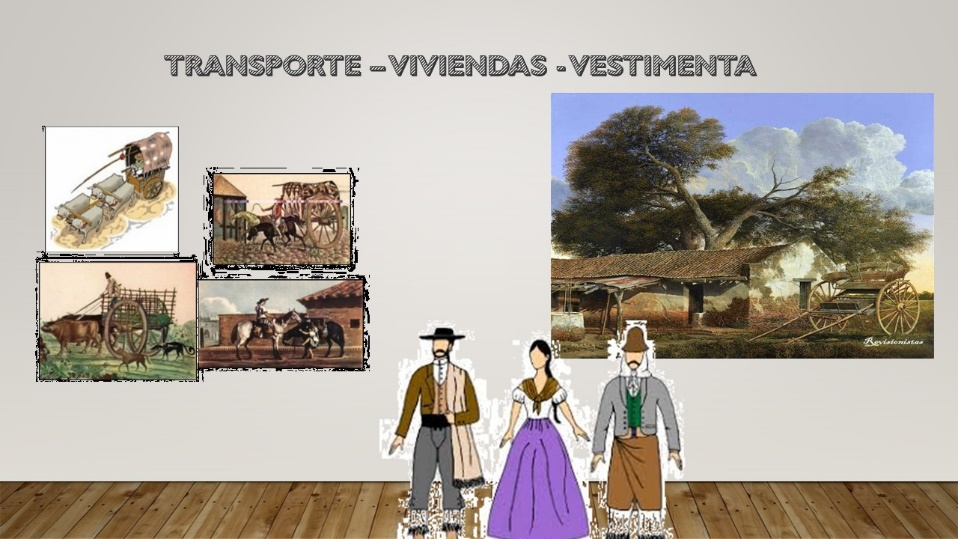 TRANSPORTE – VIVIENDAS - VESTIMENTA
Revisionistas